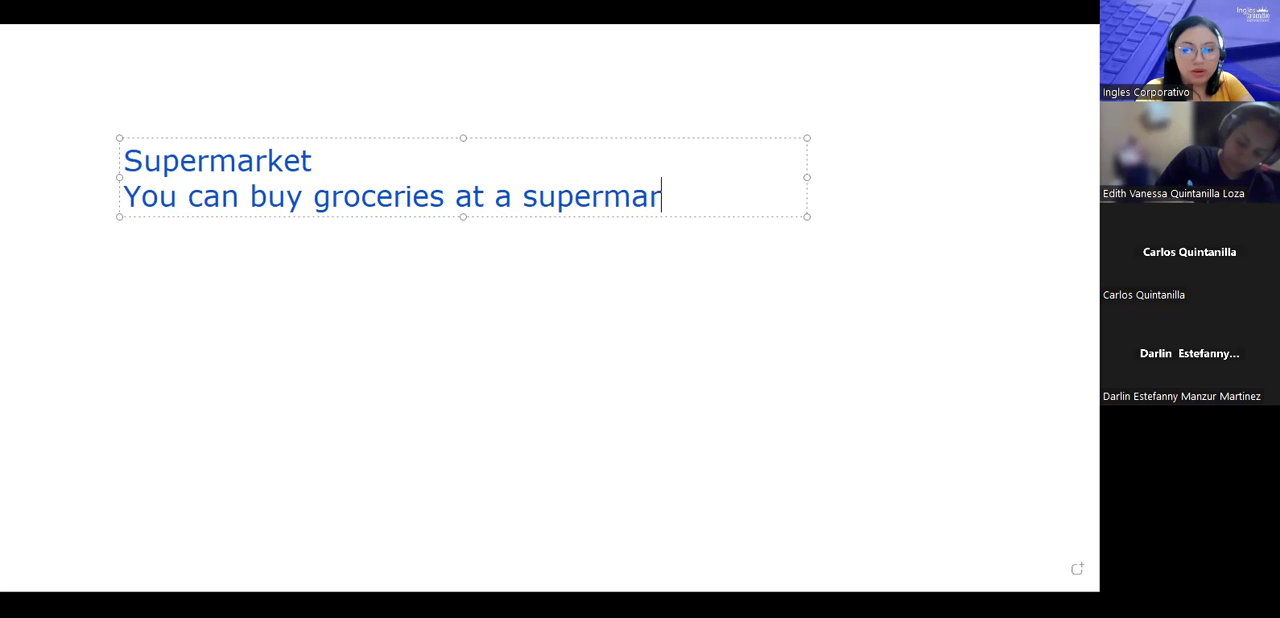 Supermarket
You can buy groceries at a supermar
Ingles
Ingles Corporativo
Edith Vanessa Quintanilla Loza
Carlos Quintanilla
Carlos Quintanilla
Darlin Estefanny...
Darlin Estefanny Manzur Martinez